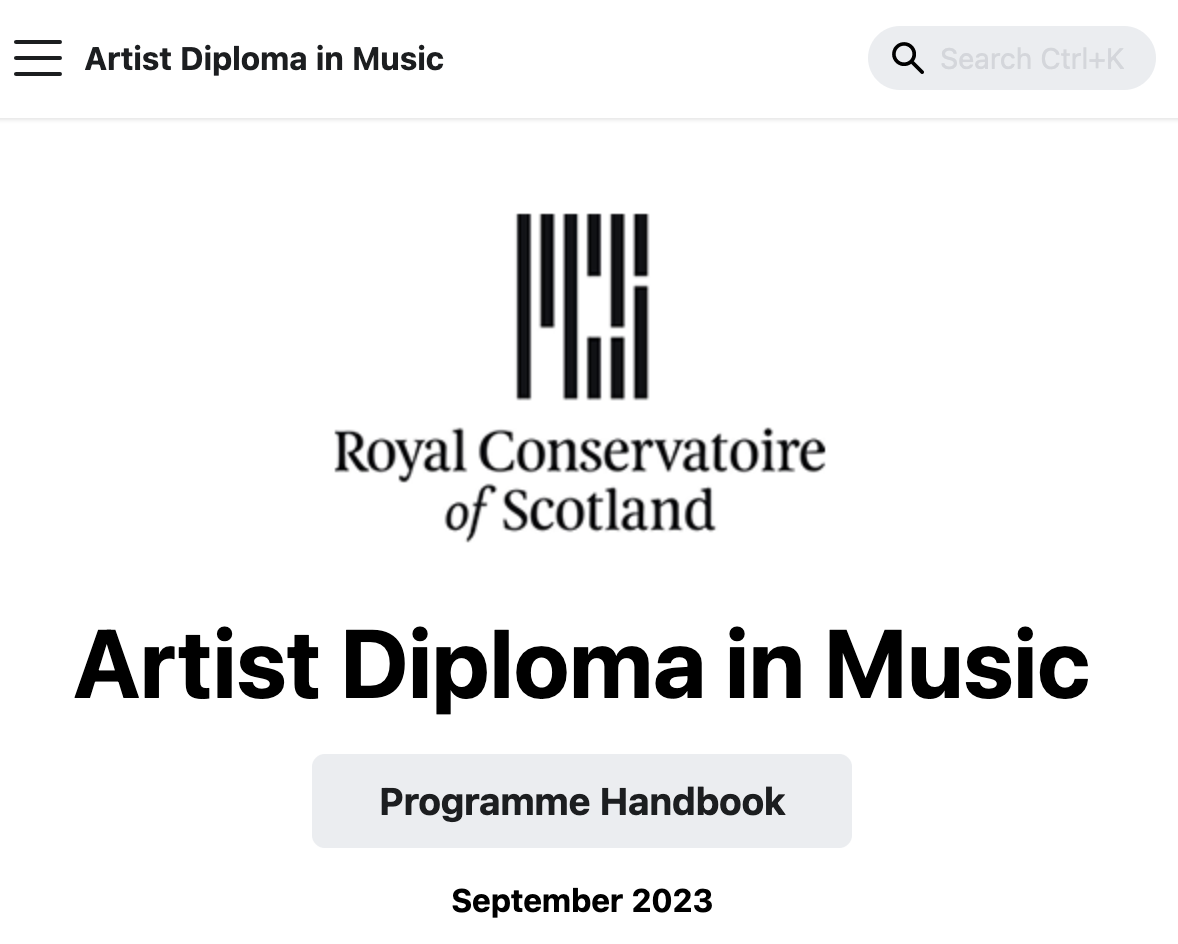 Artist Diploma in Music
Search Ctrl+K
Royal Conservatoire
of Scotland
Artist Diploma in Music
Programme Handbook
September 2023